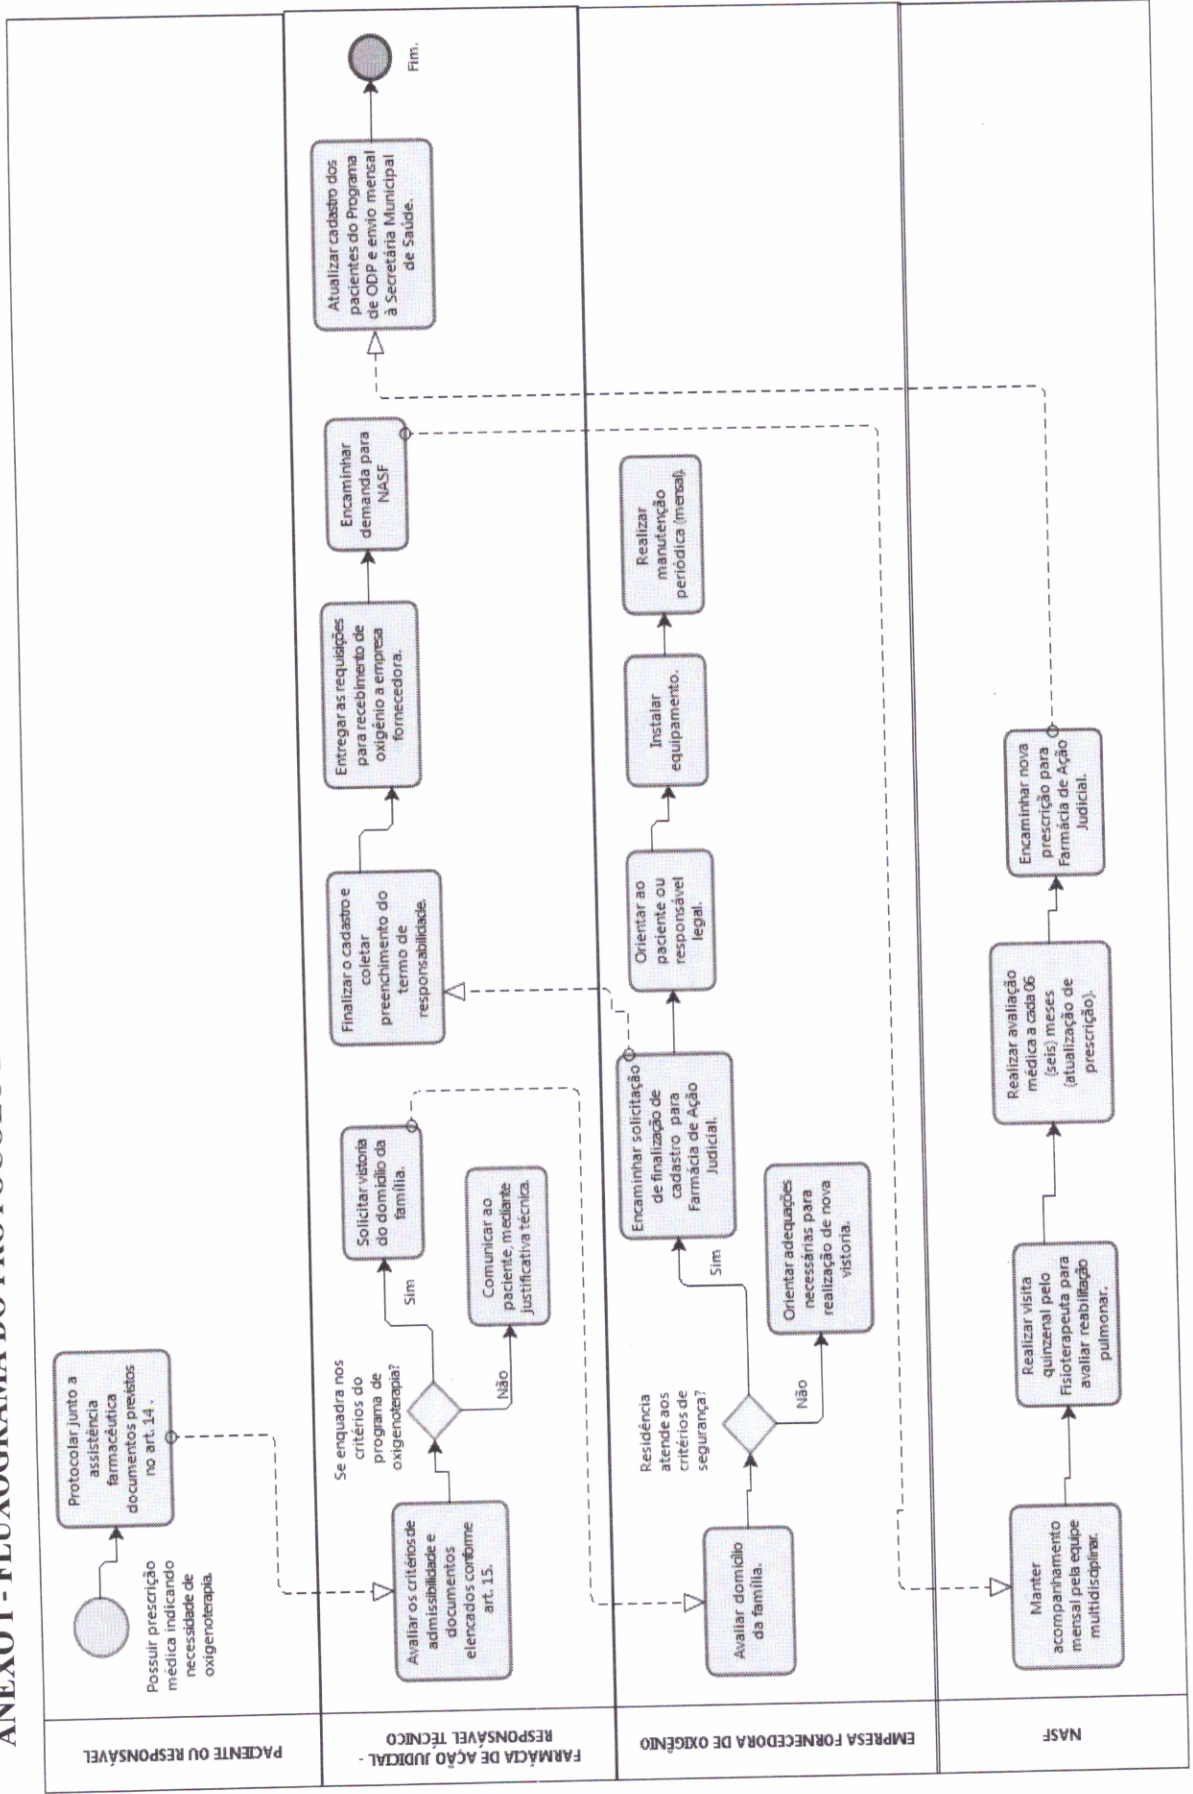 ANEXO I - FLUXOGRAMA DO
PACIENTE OU RESPONSÁVEL
Possuir prescrição
médica indicando
necessidade de
oxigenoterapia.
Protocolar junto a
assistência
farmacêutica
documentos previstos
no art. 14 .
FARMÁCIA DE AÇÃO JUDICIAL -
RESPONSÁVEL TÉCNICO
Avaliar os critérios de
admissibilidade e
documentos
elencados conforme
art. 15.
Se enquadra nos
critérios do
programa de
oxigenoterapia?
Sim
Não
Solicitar vistoria
do domicílio da
família.
Comunicar ao
paciente, mediante
justificativa técnica.
Finalizar o cadastro e
coletar
preenchimento do
termo de
responsabilidade.
Entregar as requisições
para recebimento de
oxigênio a empresa
fornecedora.
Encaminhar
demanda para
NASF
Atualizar cadastro dos
pacientes do Programa
de ODP e envio mensal
à Secretária Municipal
de Saúde.
Fim.
EMPRESA FORNECEDORA DE OXIGÊNIO
Avaliar domicílio
da família.
Residência
atende aos
critérios de
segurança?
Sim
Não
Encaminhar solicitação
de finalização de
cadastro para
Farmácia de Ação
Judicial.
Orientar adequações
necessárias para
realização de nova
vistoria.
Orientar ao
paciente ou
responsável
legal.
Instalar
equipamento.
Realizar
manutenção
periódica (mensal).
NASF
Manter
acompanhamento
mensal pela equipe
multidisciplinar.
Realizar visita
quinzenal pelo
Fisioterapeuta para
avaliar reabilitação
pulmonar.
Realizar avaliação
médica a cada 06
(seis) meses
(atualização de
prescrição).
Encaminhar nova
prescrição para
Farmácia de Ação
Judicial.